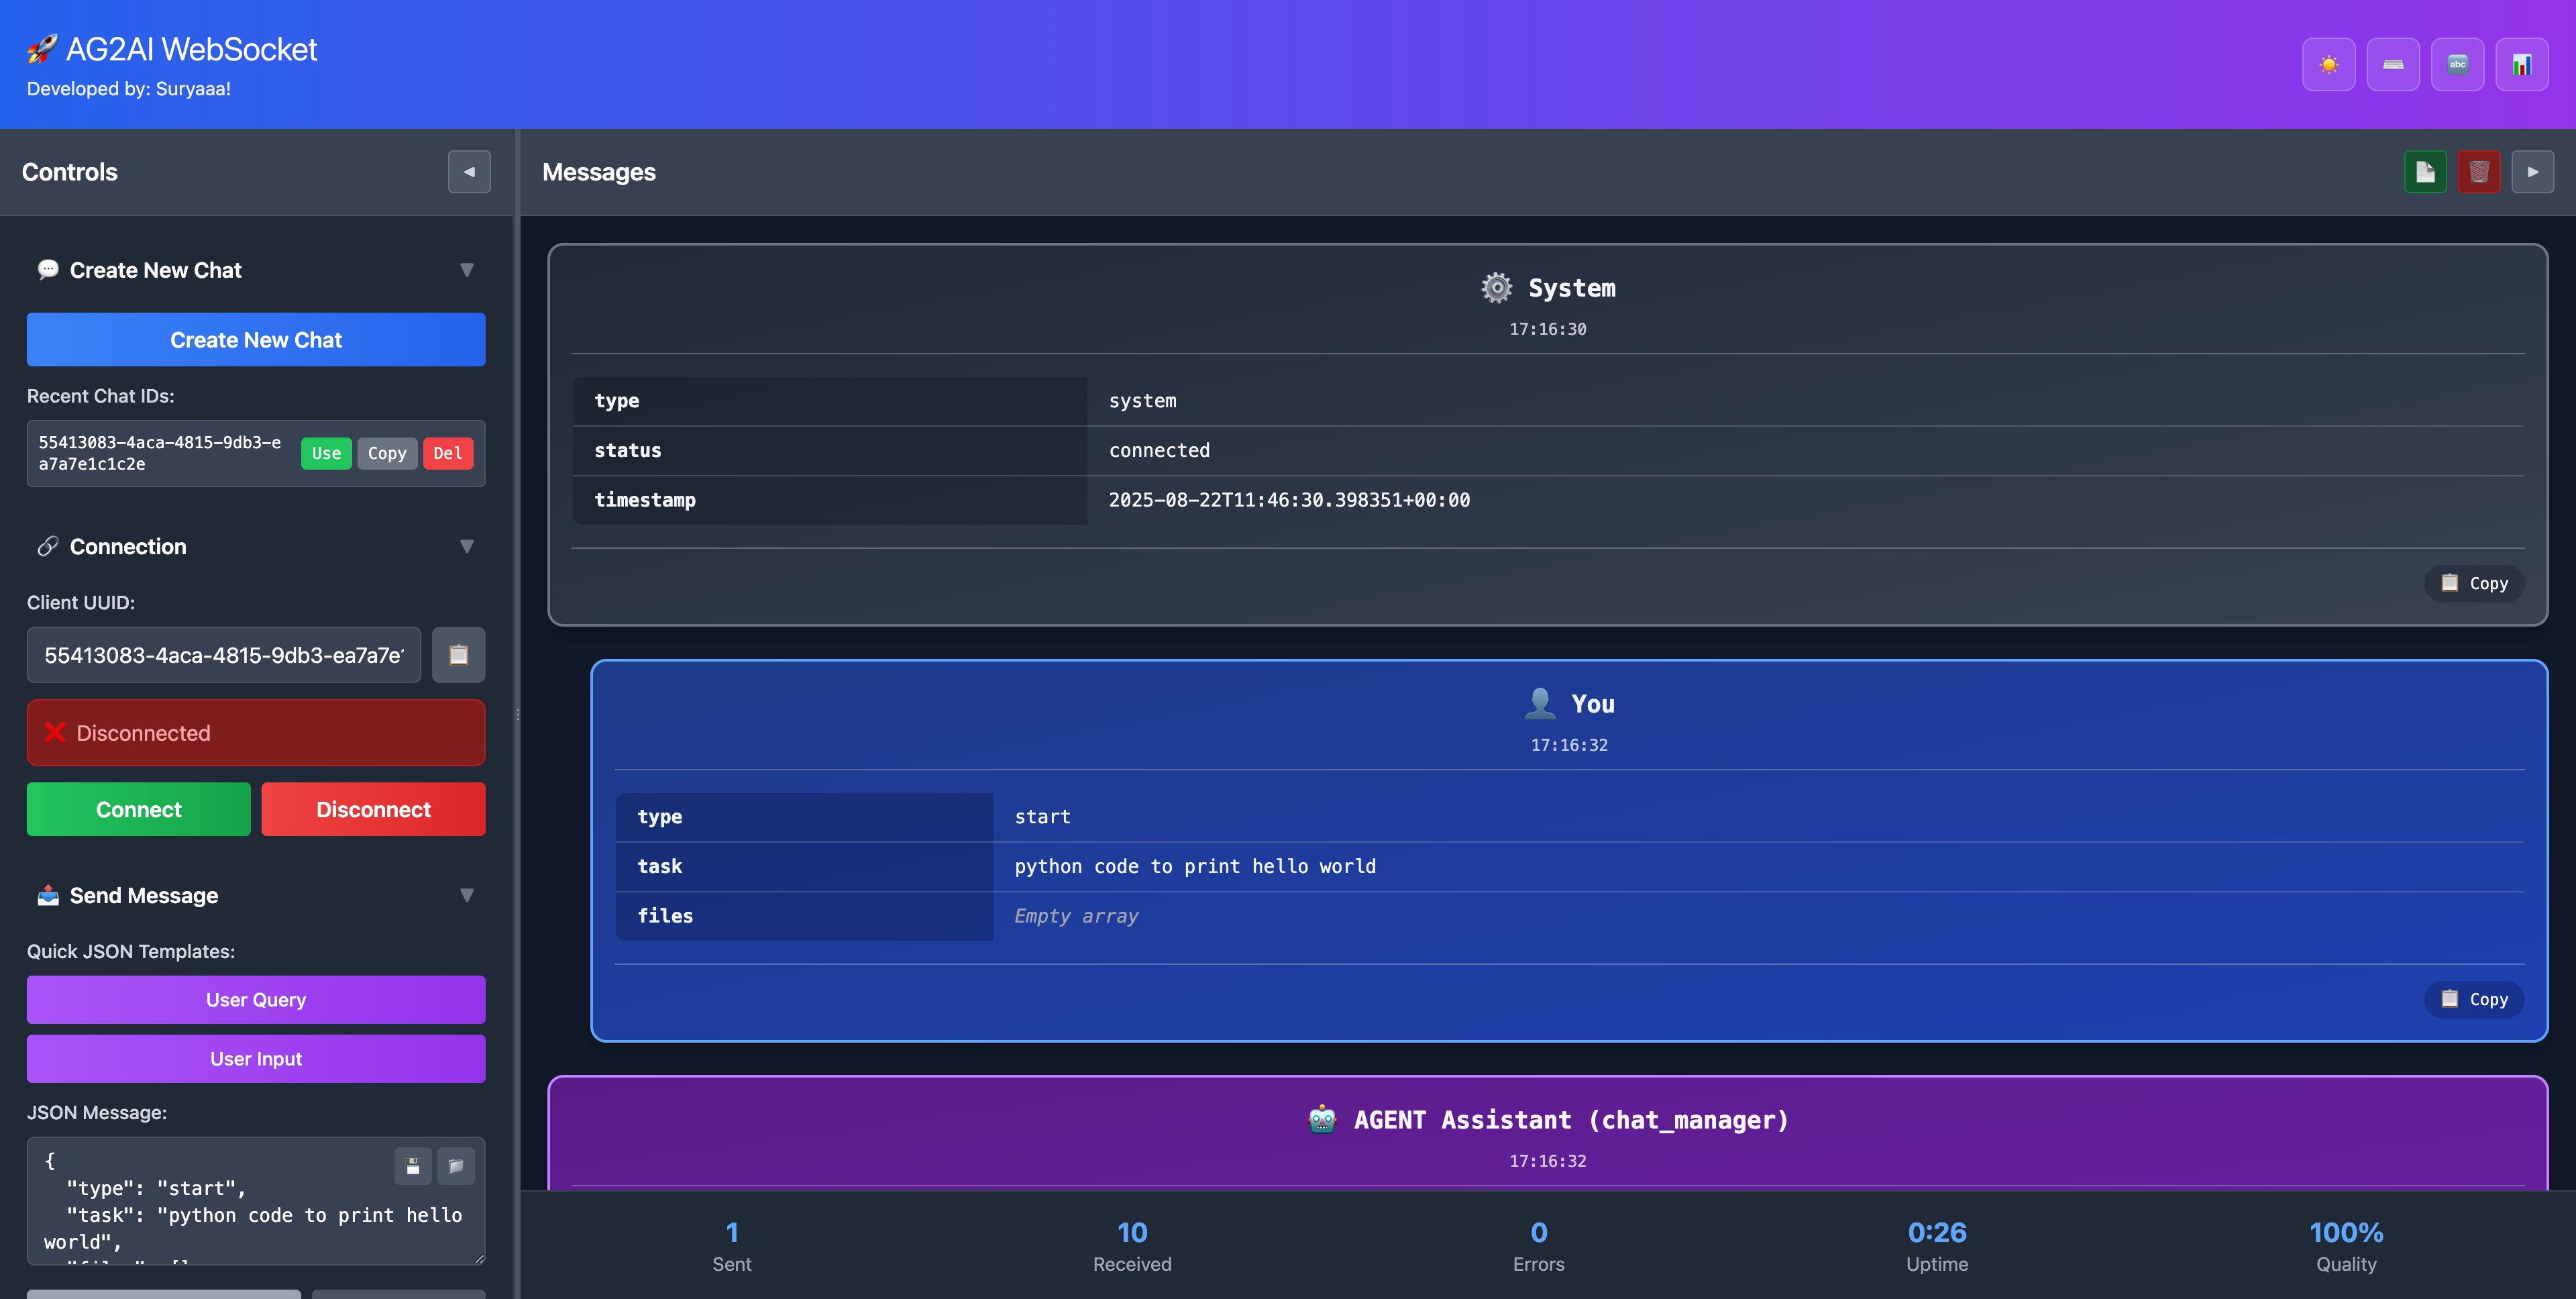 🚀 AG2AI WebSocket
Developed by: Suryaaa!
abc
Controls
◀
💬 Create New Chat ▼
Create New Chat
Recent Chat IDs:
55413083-4aca-4815-9db3-e
a7a7e1c1c2e
Use Copy Del
🔗 Connection ▼
Client UUID:
55413083-4aca-4815-9db3-ea7a7e
❌ Disconnected
Connect Disconnect
📤 Send Message ▼
Quick JSON Templates:
User Query
User Input
JSON Message:
{
"type": "start",
"task": "python code to print hello
world",
Messages
▶
⚙️ System
17:16:30
type system
status connected
timestamp 2025-08-22T11:46:30.398351+00:00
📋 Copy
👤 You
17:16:32
type start
task python code to print hello world
files Empty array
📋 Copy
🤖 AGENT Assistant (chat_manager)
17:16:32
1 10 0 0:26 100%
Sent Received Errors Uptime Quality